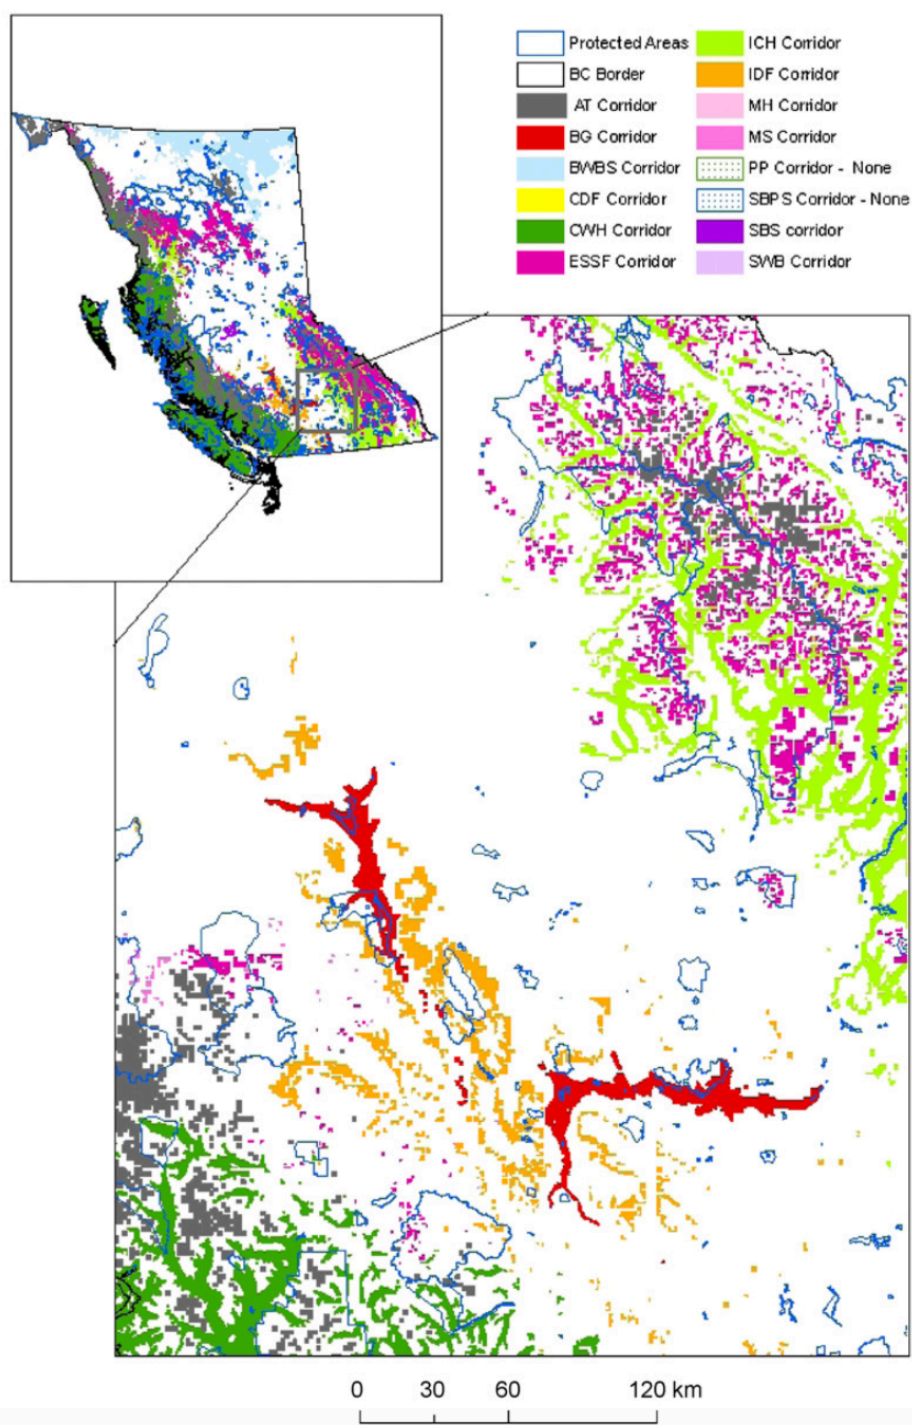 Protected Areas
BC Border
AT Corridor
BG Corridor
BWBS Corridor
CDF Corridor
CWH Corridor
ESSF Corridor
ICH Corridor
IDF Corridor
MH Corridor
MS Corridor
PP Corridor - None
SBPS Corridor - None
SBS corridor
SWB Corridor
0 30 60 120 km